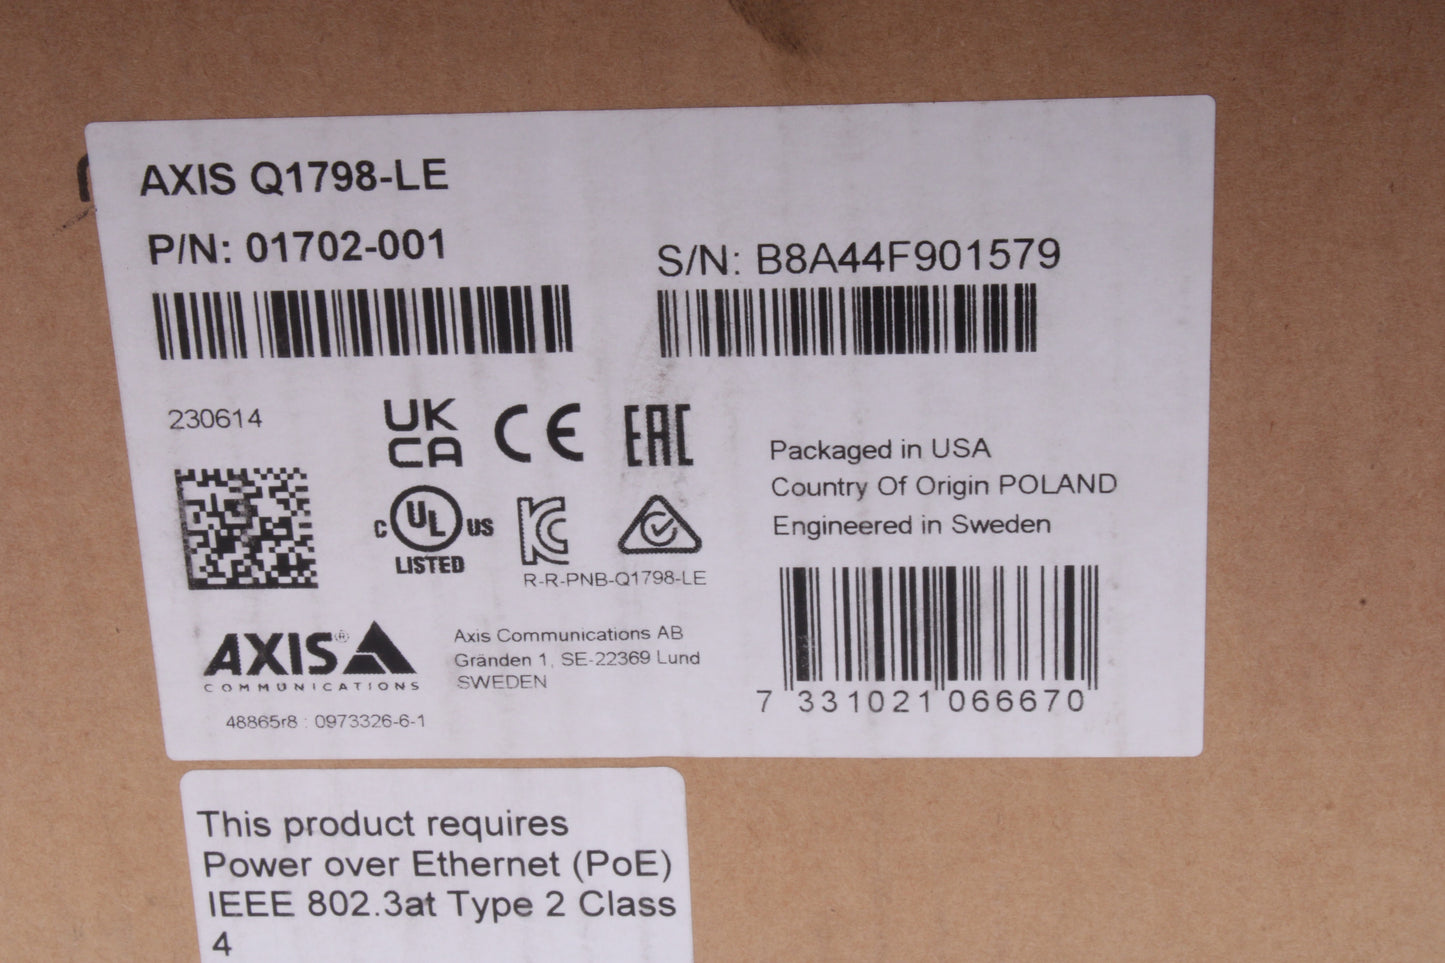 AXIS Q1798-LE
P/N: 01702-001
S/N: B8A44F901579
230614
UK
CA
CE
EAC
C UL US
LISTED
KC
R-R-PNB-Q1798-LE
Packaged in USA
Country Of Origin POLAND
Engineered in Sweden
AXIS®
COMMUNICATIONS
Axis Communications AB
Gränden 1, SE-22369 Lund
SWEDEN
48865r8 : 0973326-6-1
7 331021 066670
This product requires
Power over Ethernet (PoE)
IEEE 802.3at Type 2 Class
4